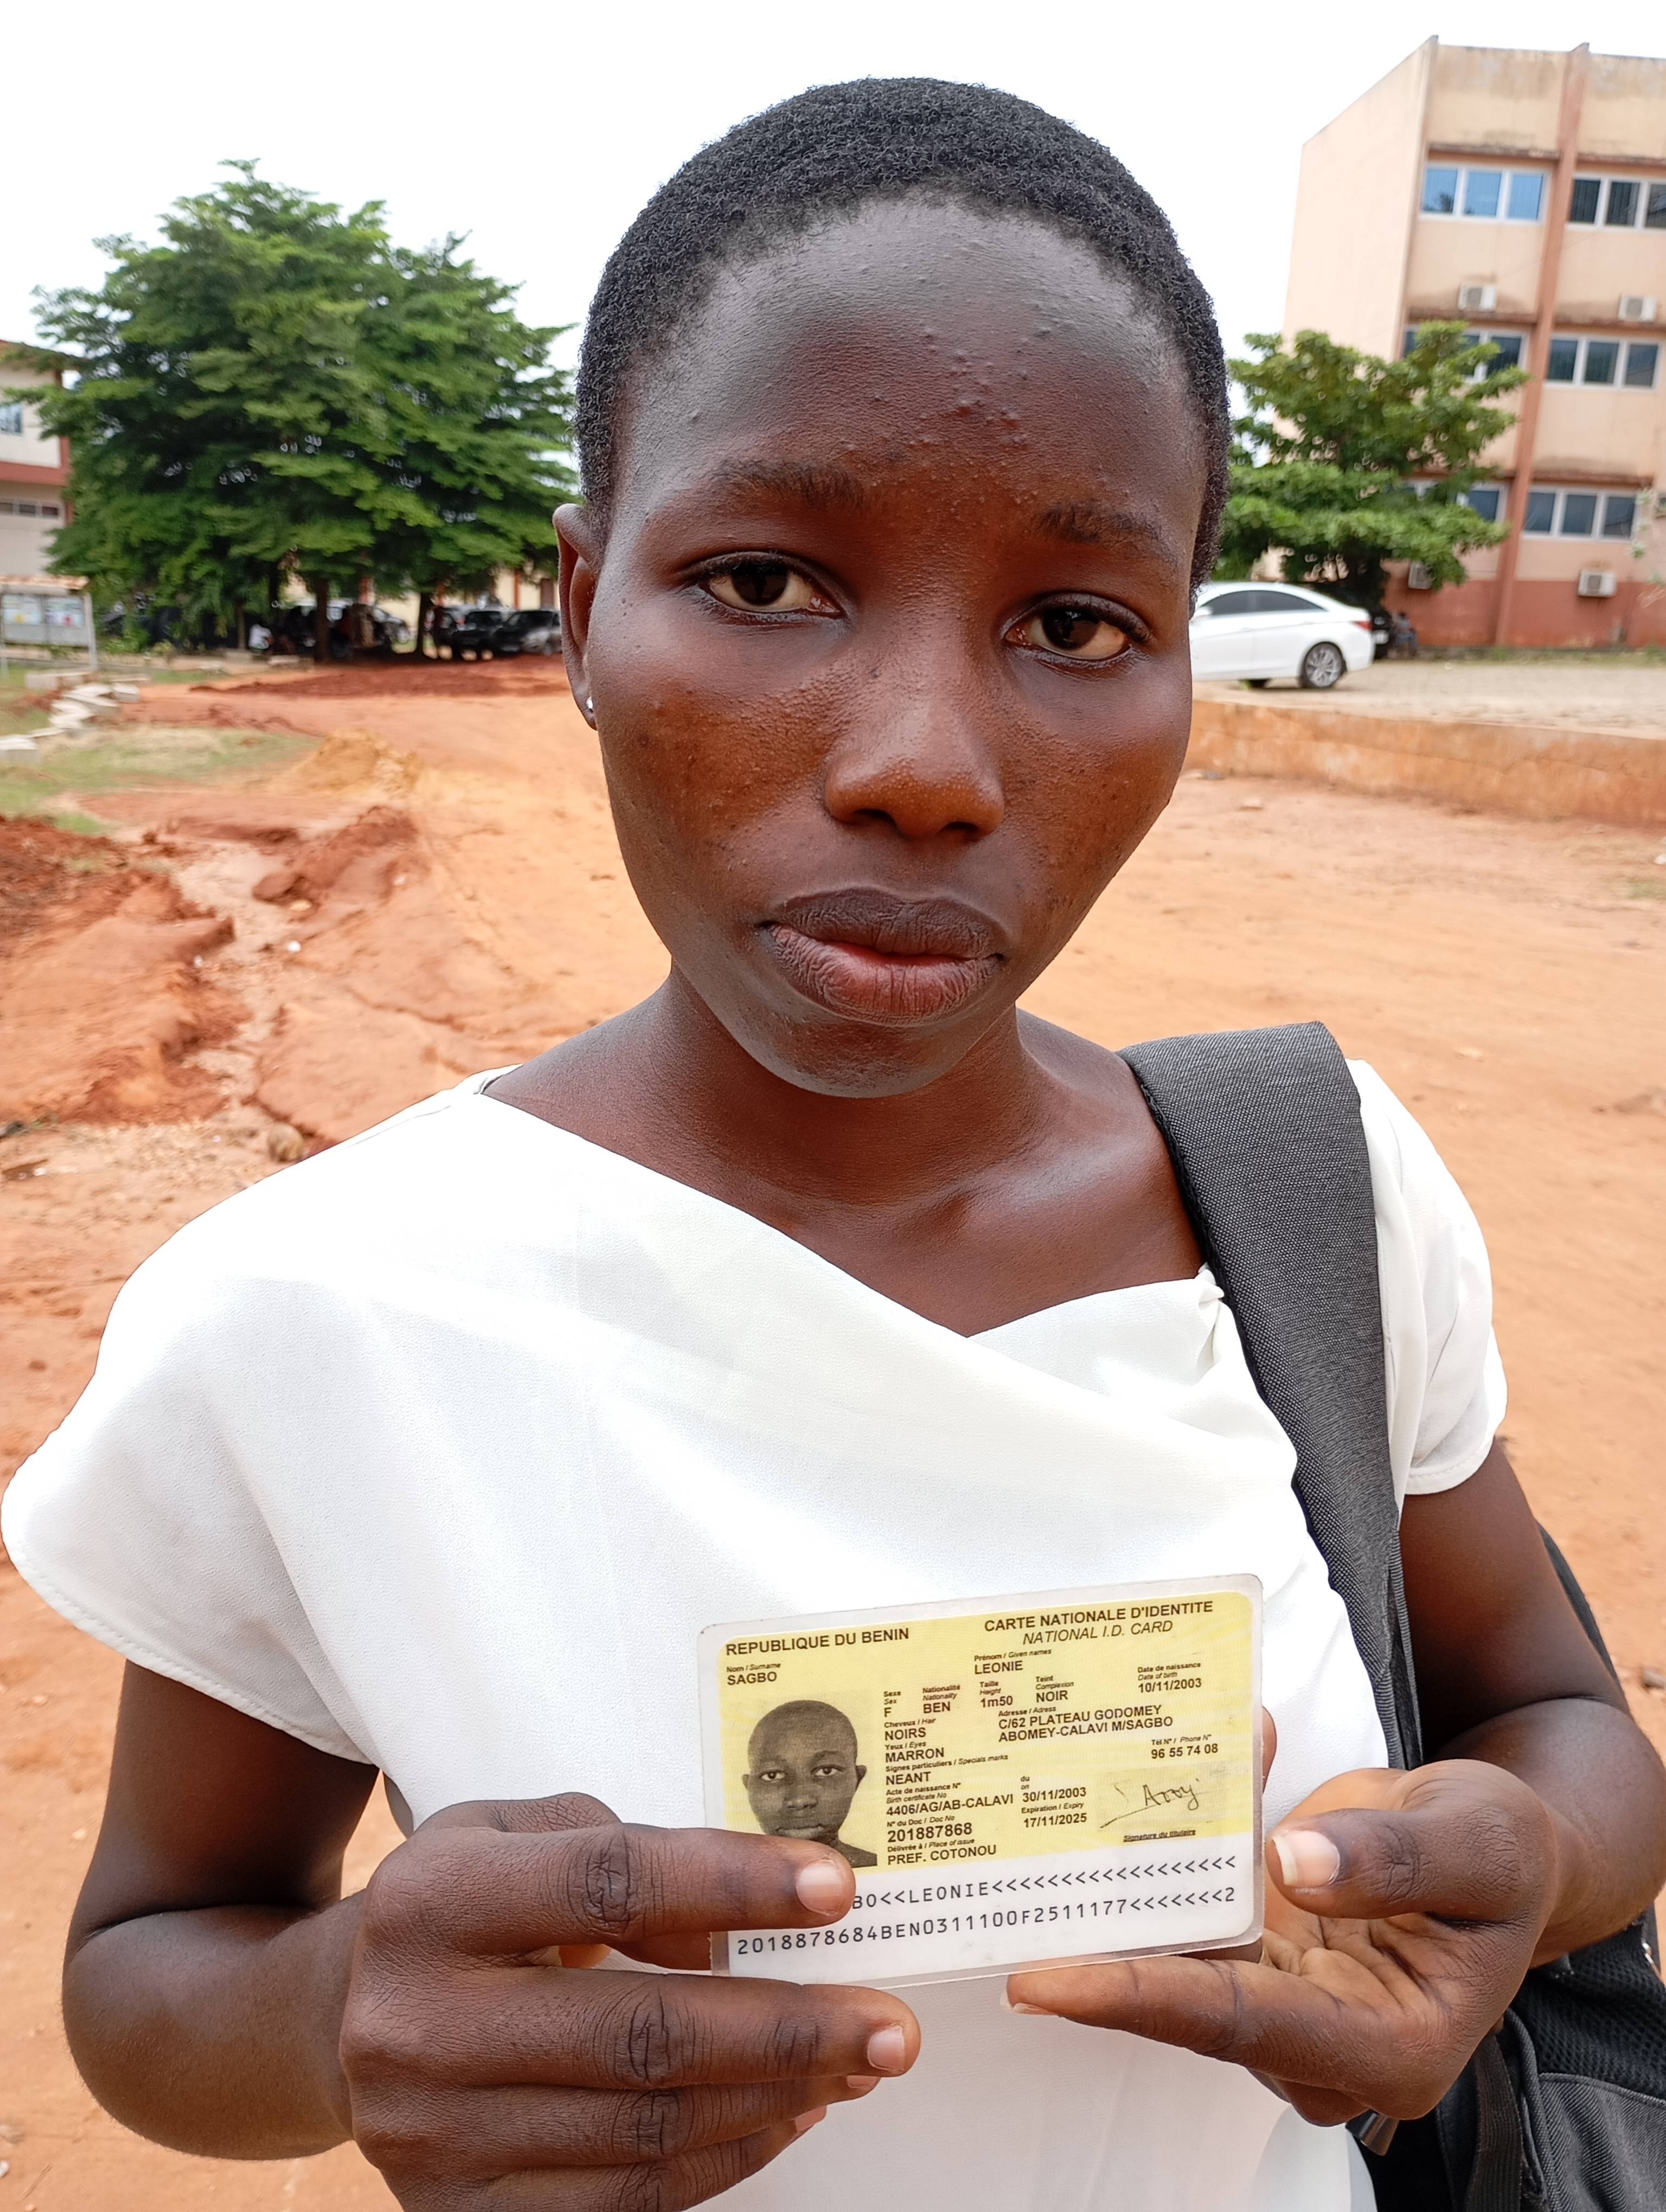 REPUBLIQUE DU BENIN
CARTE NATIONALE D'IDENTITE
NATIONAL I.D. CARD
Nom / Surname
SAGBO
Prénom / Given names
LEONIE
Sexe Nationalité Taille Teint Date de naissance
Sex Nationality Height Complexion Date of birth
F BEN 1m50 NOIR 10/11/2003
Cheveux / Hair
NOIRS
Adresse / Adress
C/62 PLATEAU GODOMEY
ABOMEY-CALAVI M/SAGBO
Yeux / Eyes
MARRON
Tél N° / Phone N°
96 55 74 08
Signes particuliers / Specials marks
NEANT
Acte de naissance N° du
Birth certificate No on
4406/AG/AB-CALAVI 30/11/2003
N° du Doc / Doc No
201887868
Expiration / Expiry
17/11/2025
Délivrée à / Place of issue
PREF. COTONOU
Signature du titulaire
BO<<LEONIE<<<<<<<<<<<<<<<<<<
2018878684BEN0311100F2511177<<<<<<<2